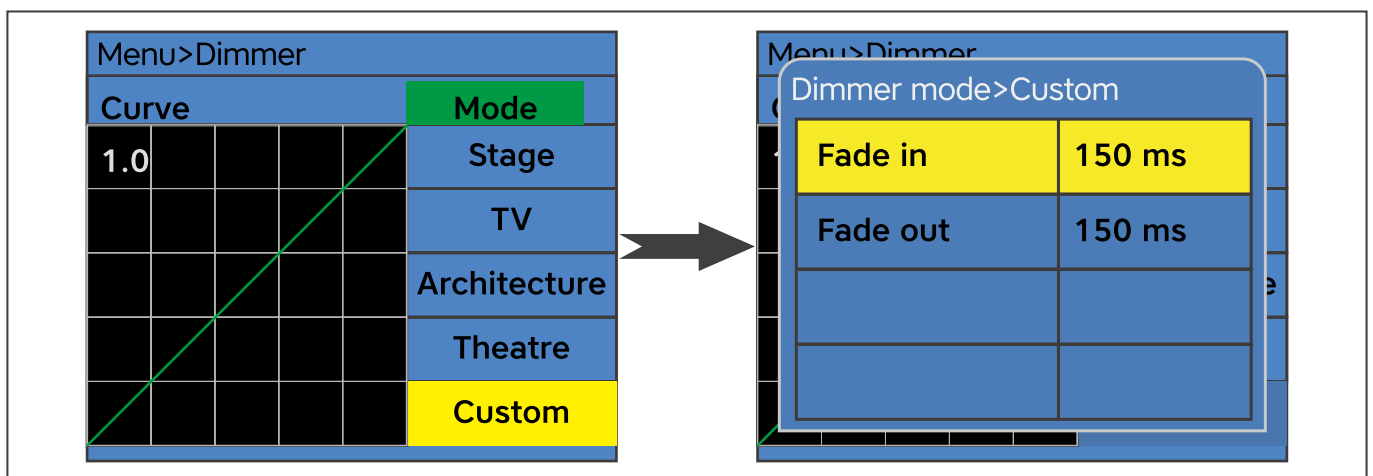 Menu>Dimmer
Curve Mode
1.0 Stage
TV
Architecture
Theatre
Custom
Menu>Dimmer
Dimmer mode>Custom
Fade in 150 ms
Fade out 150 ms